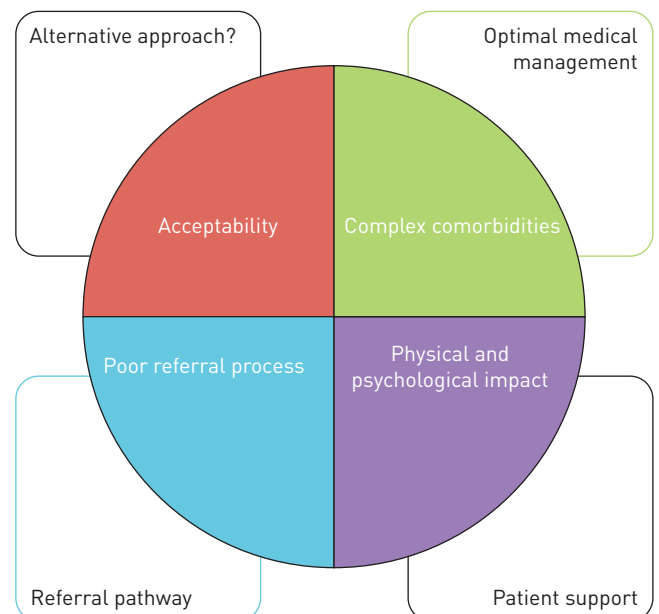 Alternative approach?
Optimal medical
management
Acceptability
Complex comorbidities
Poor referral process
Physical and
psychological impact
Referral pathway
Patient support